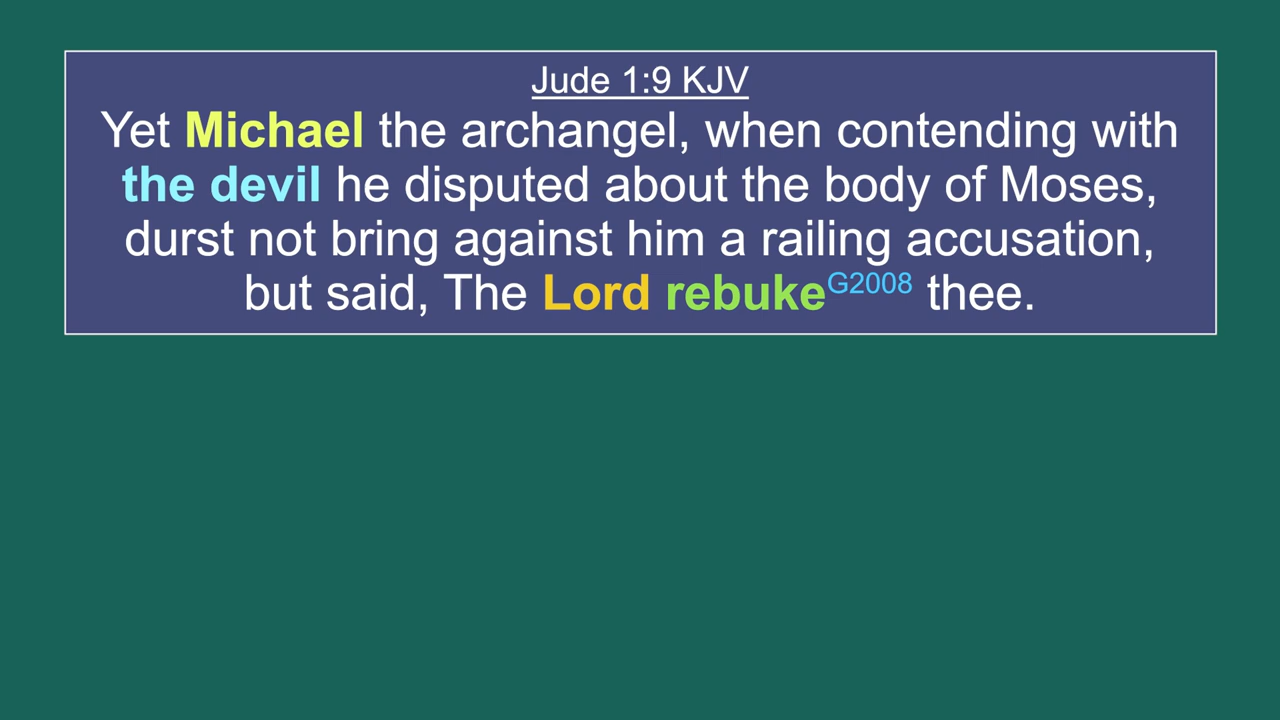 Jude 1:9 KJV
Yet Michael the archangel, when contending with
the devil he disputed about the body of Moses,
durst not bring against him a railing accusation,
but said, The Lord rebukeG2008 thee.